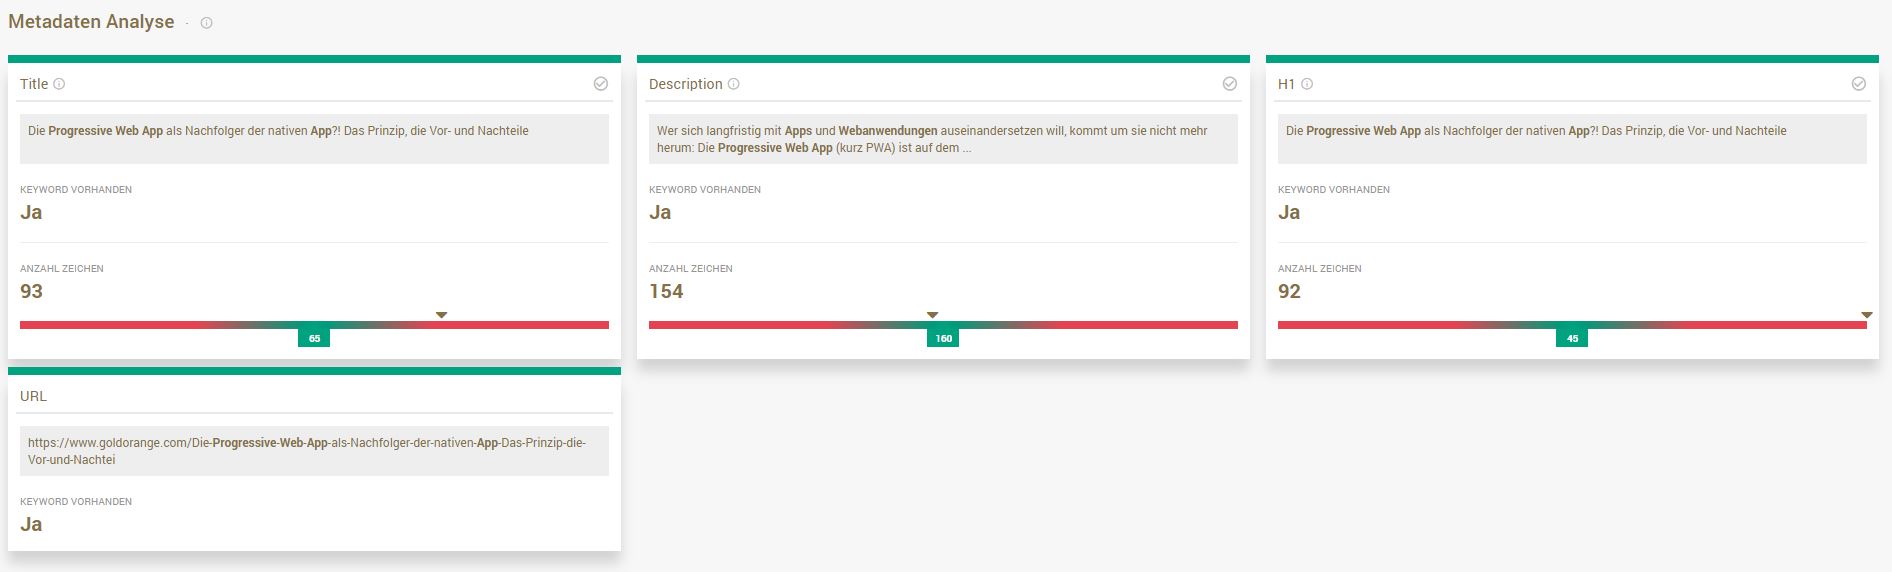 Metadaten Analyse -
Title
Die Progressive Web App als Nachfolger der nativen App?! Das Prinzip, die Vor- und Nachteile
KEYWORD VORHANDEN
Ja
ANZAHL ZEICHEN
93
65
Description
Wer sich langfristig mit Apps und Webanwendungen auseinandersetzen will, kommt um sie nicht mehr
herum: Die Progressive Web App (kurz PWA) ist auf dem ...
KEYWORD VORHANDEN
Ja
ANZAHL ZEICHEN
154
160
H1
Die Progressive Web App als Nachfolger der nativen App?! Das Prinzip, die Vor- und Nachteile
KEYWORD VORHANDEN
Ja
ANZAHL ZEICHEN
92
45
URL
https://www.goldorange.com/Die-Progressive-Web-App-als-Nachfolger-der-nativen-App-Das-Prinzip-die-
Vor-und-Nachtei
KEYWORD VORHANDEN
Ja